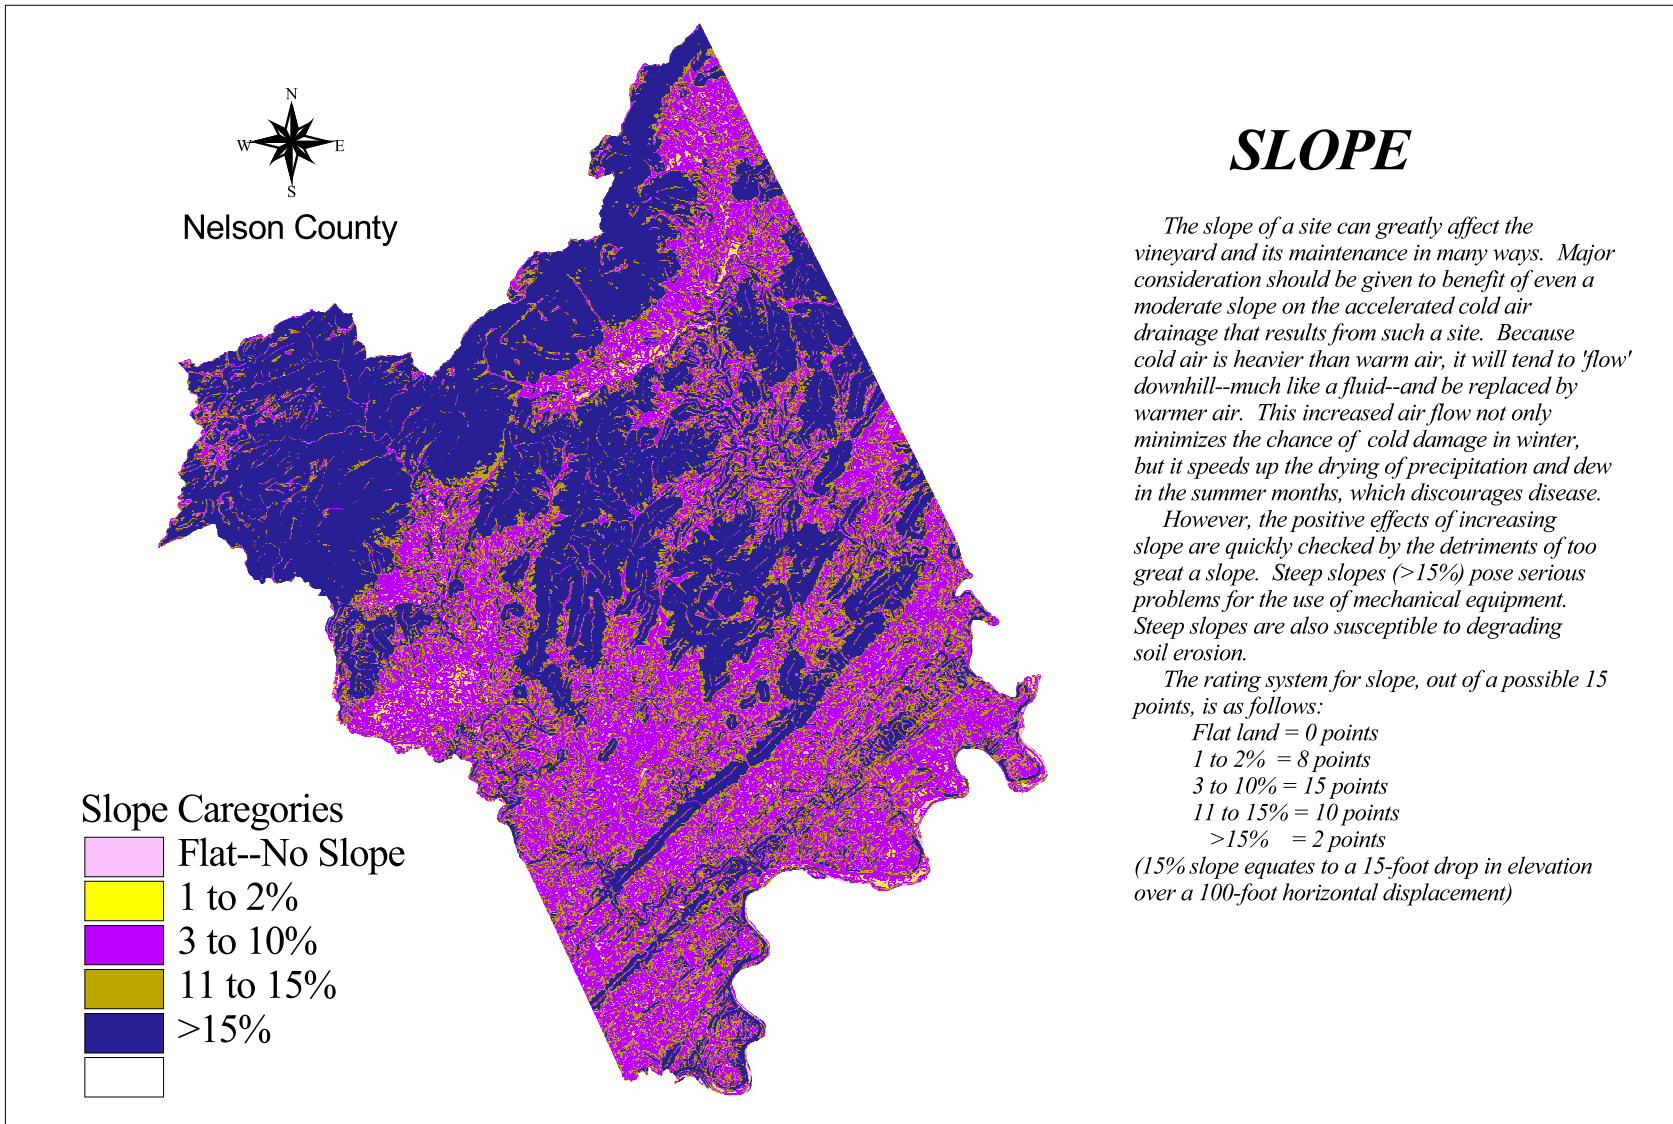 N
W E
S
Nelson County
SLOPE
The slope of a site can greatly affect the
vineyard and its maintenance in many ways. Major
consideration should be given to benefit of even a
moderate slope on the accelerated cold air
drainage that results from such a site. Because
cold air is heavier than warm air, it will tend to 'flow'
downhill--much like a fluid--and be replaced by
warmer air. This increased air flow not only
minimizes the chance of cold damage in winter,
but it speeds up the drying of precipitation and dew
in the summer months, which discourages disease.
However, the positive effects of increasing
slope are quickly checked by the detriments of too
great a slope. Steep slopes (>15%) pose serious
problems for the use of mechanical equipment.
Steep slopes are also susceptible to degrading
soil erosion.
The rating system for slope, out of a possible 15
points, is as follows:
Flat land = 0 points
1 to 2% = 8 points
3 to 10% = 15 points
11 to 15% = 10 points
>15% = 2 points
(15% slope equates to a 15-foot drop in elevation
over a 100-foot horizontal displacement)
Slope Caregories
Flat--No Slope
1 to 2%
3 to 10%
11 to 15%
>15%